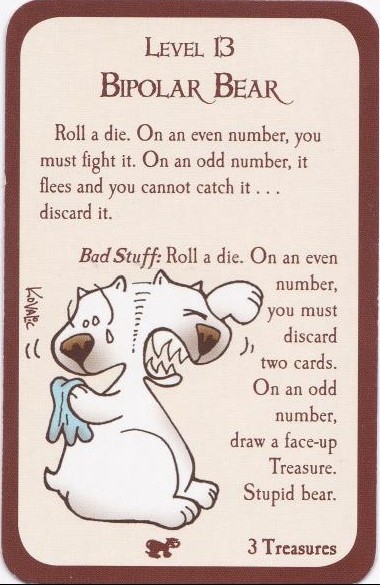 Level 13
Bipolar Bear
Roll a die. On an even number, you
must fight it. On an odd number, it
flees and you cannot catch it . . .
discard it.
Bad Stuff: Roll a die. On an even
number,
you must
discard
two cards.
On an odd
number,
draw a face-up
Treasure.
Stupid bear.
Kovalic
3 Treasures